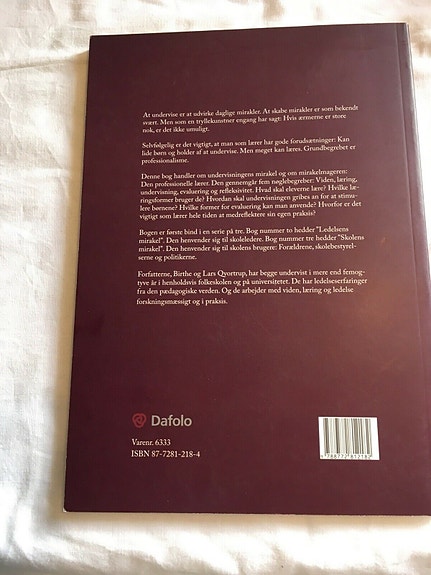 At undervise er at udvirke daglige mirakler. At skabe mirakler er som bekendt
svært. Men som en tryllekunstner engang har sagt: Hvis ærmerne er store
nok, er det ikke umuligt.
Selvfølgelig er det vigtigt, at man som lærer har gode forudsætninger: Kan
lide børn og holder af at undervise. Men meget kan læres. Grundbegrebet er
professionalisme.
Denne bog handler om undervisningens mirakel og om mirakelmageren:
Den professionelle lærer. Den gennemgår fem nøglebegreber: Viden, læring,
undervisning, evaluering og refleksivitet. Hvad skal eleverne lære? Hvilke læ-
ringsformer bruger de? Hvordan skal undervisningen gribes an for at stimu-
lere børnene? Hvilke former for evaluering kan man anvende? Hvorfor er det
vigtigt som lærer hele tiden at medreflektere sin egen praksis?
Bogen er første bind i en serie på tre. Bog nummer to hedder "Ledelsens
mirakel". Den henvender sig til skoleledere. Bog nummer tre hedder "Skolens
mirakel". Den henvender sig til skolens brugere: Forældrene, skolebestyrel-
serne og politikerne.
Forfatterne, Birthe og Lars Qvortrup, har begge undervist i mere end femog-
tyve år i henholdsvis folkeskolen og på universitetet. De har ledelseserfaringer
fra den pædagogiske verden. Og de arbejder med viden, læring og ledelse
forskningsmæssigt og i praksis.
Dafolo
Varenr. 6333
ISBN 87-7281-218-4
9 788772 812182